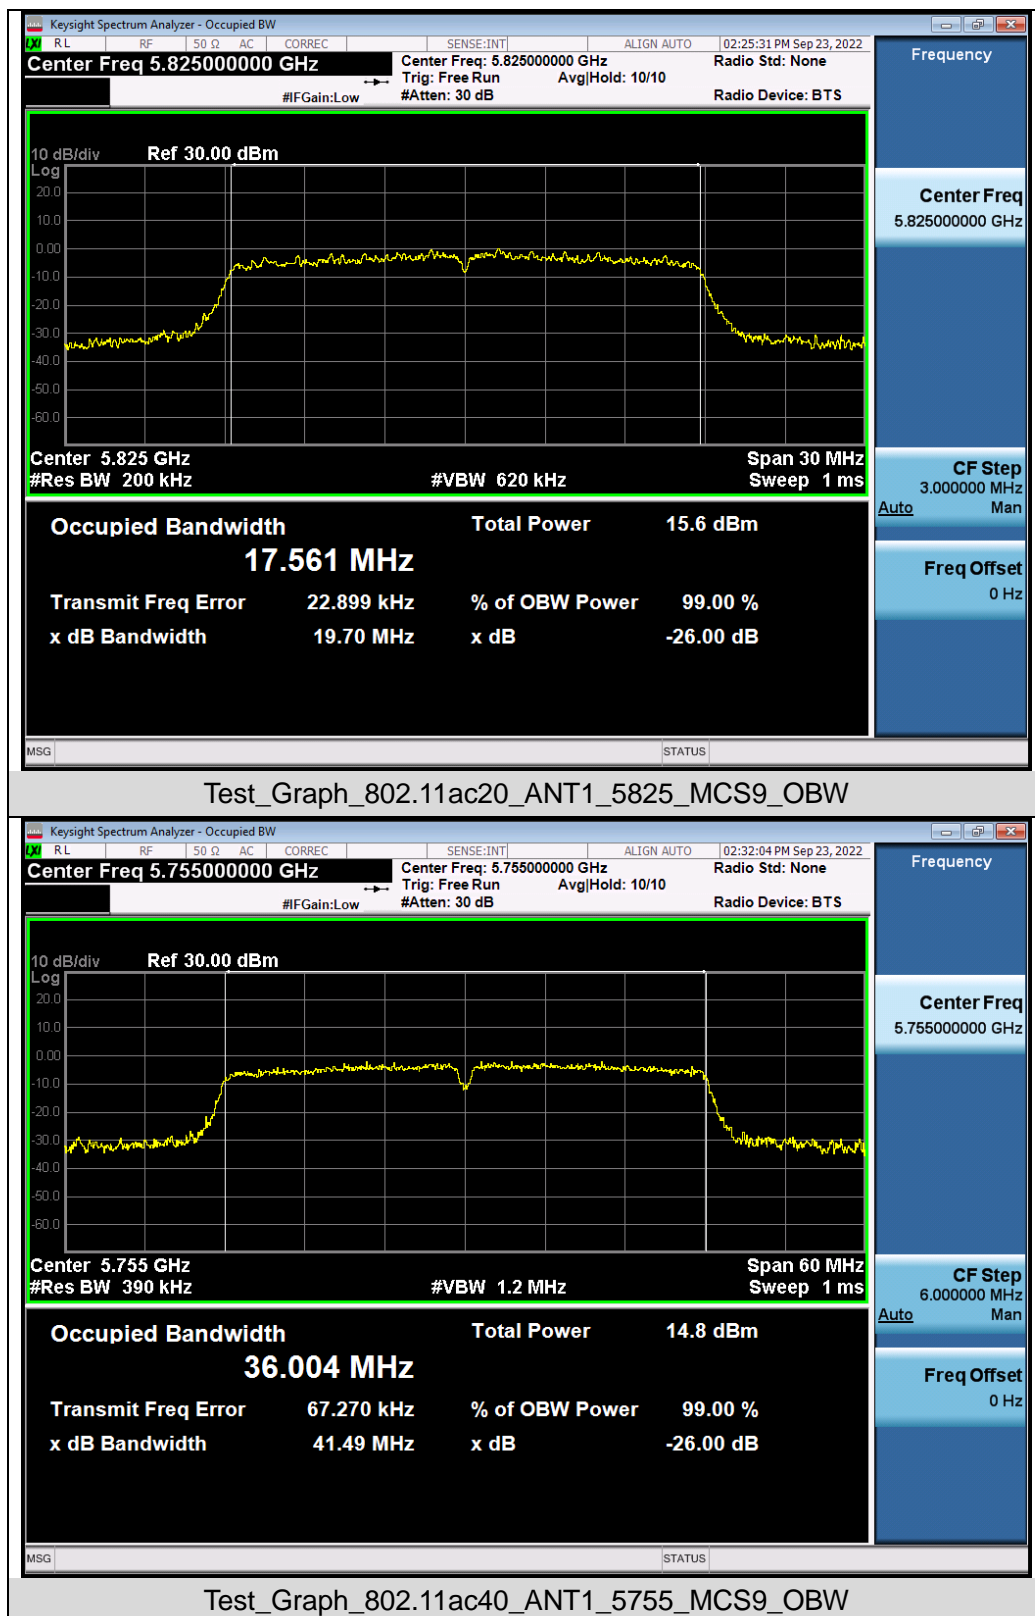 Keysight Spectrum Analyzer - Occupied BW
LXI RL RF 50 Ω AC CORREC SENSE:INT ALIGN AUTO 02:25:31 PM Sep 23, 2022
Center Freq 5.825000000 GHz
Center Freq: 5.825000000 GHz Radio Std: None
Trig: Free Run Avg|Hold: 10/10
#IFGain:Low #Atten: 30 dB Radio Device: BTS
Frequency
10 dB/div Ref 30.00 dBm
Log
20.0
10.0
0.00
-10.0
-20.0
-30.0
-40.0
-50.0
-60.0
Center 5.825 GHz Span 30 MHz
#Res BW 200 kHz #VBW 620 kHz Sweep 1 ms
Center Freq
5.825000000 GHz
CF Step
3.000000 MHz
Auto Man
Freq Offset
0 Hz
Occupied Bandwidth Total Power 15.6 dBm
17.561 MHz
Transmit Freq Error 22.899 kHz % of OBW Power 99.00 %
x dB Bandwidth 19.70 MHz x dB -26.00 dB
MSG STATUS
Test_Graph_802.11ac20_ANT1_5825_MCS9_OBW
Keysight Spectrum Analyzer - Occupied BW
LXI RL RF 50 Ω AC CORREC SENSE:INT ALIGN AUTO 02:32:04 PM Sep 23, 2022
Center Freq 5.755000000 GHz
Center Freq: 5.755000000 GHz Radio Std: None
Trig: Free Run Avg|Hold: 10/10
#IFGain:Low #Atten: 30 dB Radio Device: BTS
Frequency
10 dB/div Ref 30.00 dBm
Log
20.0
10.0
0.00
-10.0
-20.0
-30.0
-40.0
-50.0
-60.0
Center 5.755 GHz Span 60 MHz
#Res BW 390 kHz #VBW 1.2 MHz Sweep 1 ms
Center Freq
5.755000000 GHz
CF Step
6.000000 MHz
Auto Man
Freq Offset
0 Hz
Occupied Bandwidth Total Power 14.8 dBm
36.004 MHz
Transmit Freq Error 67.270 kHz % of OBW Power 99.00 %
x dB Bandwidth 41.49 MHz x dB -26.00 dB
MSG STATUS
Test_Graph_802.11ac40_ANT1_5755_MCS9_OBW